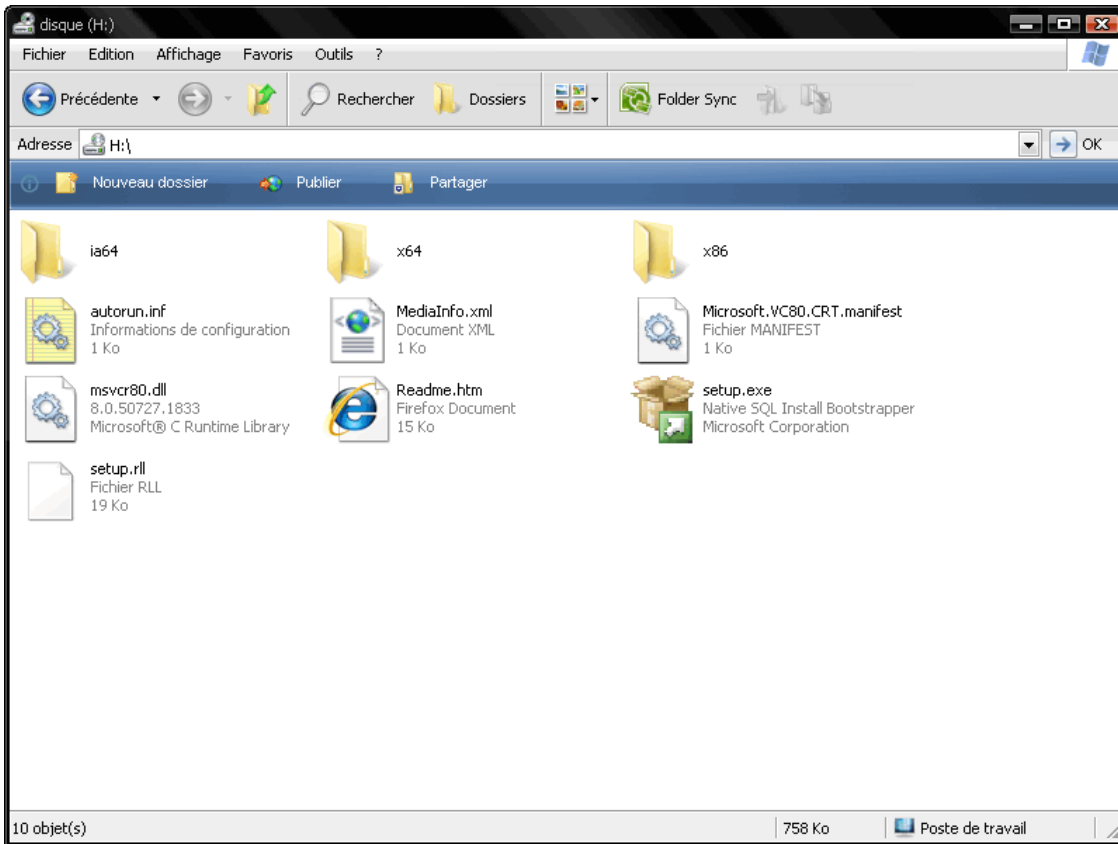 disque (H:)
Fichier Edition Affichage Favoris Outils ?
Précédente Rechercher Dossiers Folder Sync
Adresse H:\ OK
Nouveau dossier Publier Partager
ia64
x64
x86
autorun.inf
Informations de configuration
1 Ko
MediaInfo.xml
Document XML
1 Ko
Microsoft.VC80.CRT.manifest
Fichier MANIFEST
1 Ko
msvcr80.dll
8.0.50727.1833
Microsoft® C Runtime Library
Readme.htm
Firefox Document
15 Ko
setup.exe
Native SQL Install Bootstrapper
Microsoft Corporation
setup.rll
Fichier RLL
19 Ko
10 objet(s) 758 Ko Poste de travail